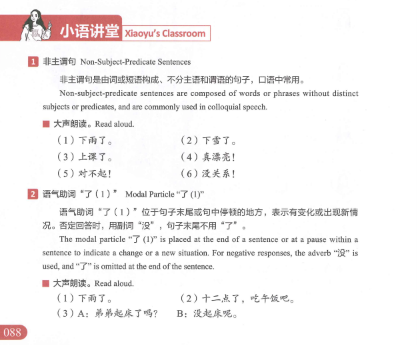 小语讲堂 Xiaoyu's Classroom
1 非主谓句 Non-Subject-Predicate Sentences
非主谓句是由词或短语构成、不分主语和谓语的句子，口语中常用。
Non-subject-predicate sentences are composed of words or phrases without distinct
subjects or predicates, and are commonly used in colloquial speech.
■ 大声朗读。Read aloud.
（1）下雨了。 （2）下雪了。
（3）上课了。 （4）真漂亮！
（5）对不起！ （6）没关系！
2 语气助词“了（1）” Modal Particle “了 (1)”
语气助词“了（1）”位于句子末尾或句中停顿的地方，表示有变化或出现新情
况。否定回答时，用副词“没”，句子末尾不用“了”。
The modal particle “了 (1)” is placed at the end of a sentence or at a pause within a
sentence to indicate a change or a new situation. For negative responses, the adverb “没” is
used, and “了” is omitted at the end of the sentence.
■ 大声朗读。Read aloud.
（1）下雨了。 （2）十二点了，吃午饭吧。
（3）A：弟弟起床了吗？ B：没起床呢。
088